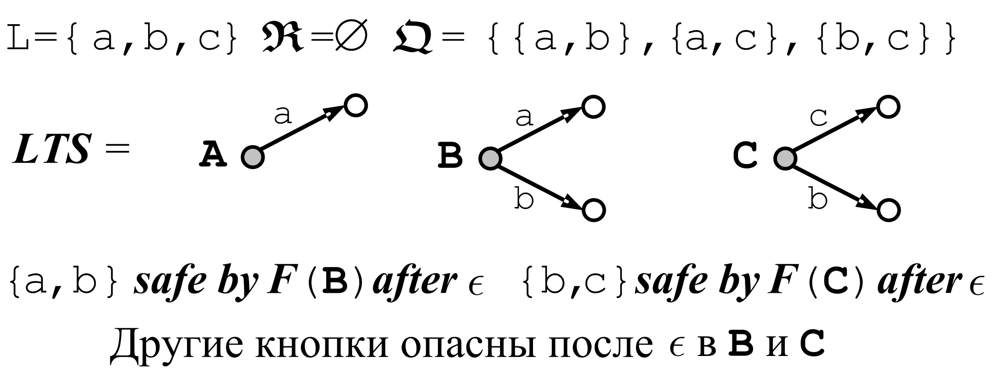 L={a,b,c} ℜ=∅ 𝔔={{a,b},{a,c},{b,c}}
a a c
LTS = A B C
b b
{a,b} safe by F(B) after ϵ {b,c} safe by F(C) after ϵ
Другие кнопки опасны после ϵ в B и C